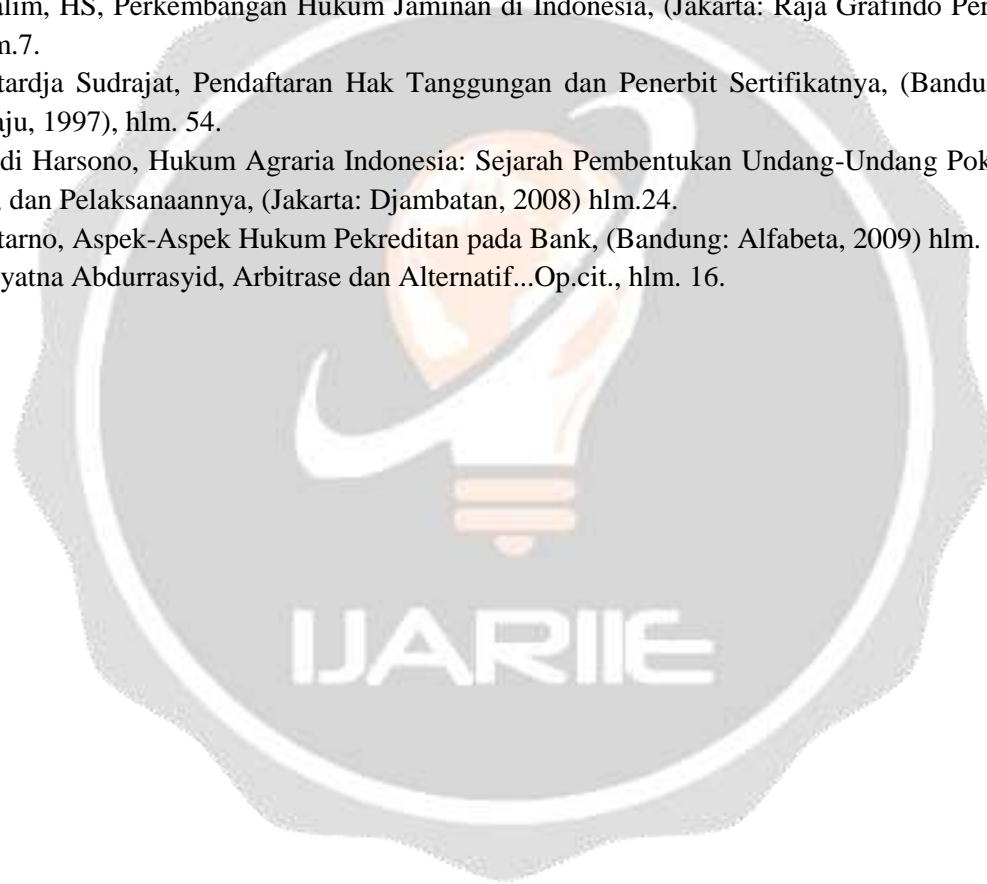 alim, HS, Perkembangan Hukum Jaminan di Indonesia, (Jakarta: Raja Grafindo Per
m.7.
tardja Sudrajat, Pendaftaran Hak Tanggungan dan Penerbit Sertifikatnya, (Bandu
aju, 1997), hlm. 54.
di Harsono, Hukum Agraria Indonesia: Sejarah Pembentukan Undang-Undang Pok
, dan Pelaksanaannya, (Jakarta: Djambatan, 2008) hlm.24.
tarno, Aspek-Aspek Hukum Pekreditan pada Bank, (Bandung: Alfabeta, 2009) hlm.
yatna Abdurrasyid, Arbitrase dan Alternatif...Op.cit., hlm. 16.
IJARIIE